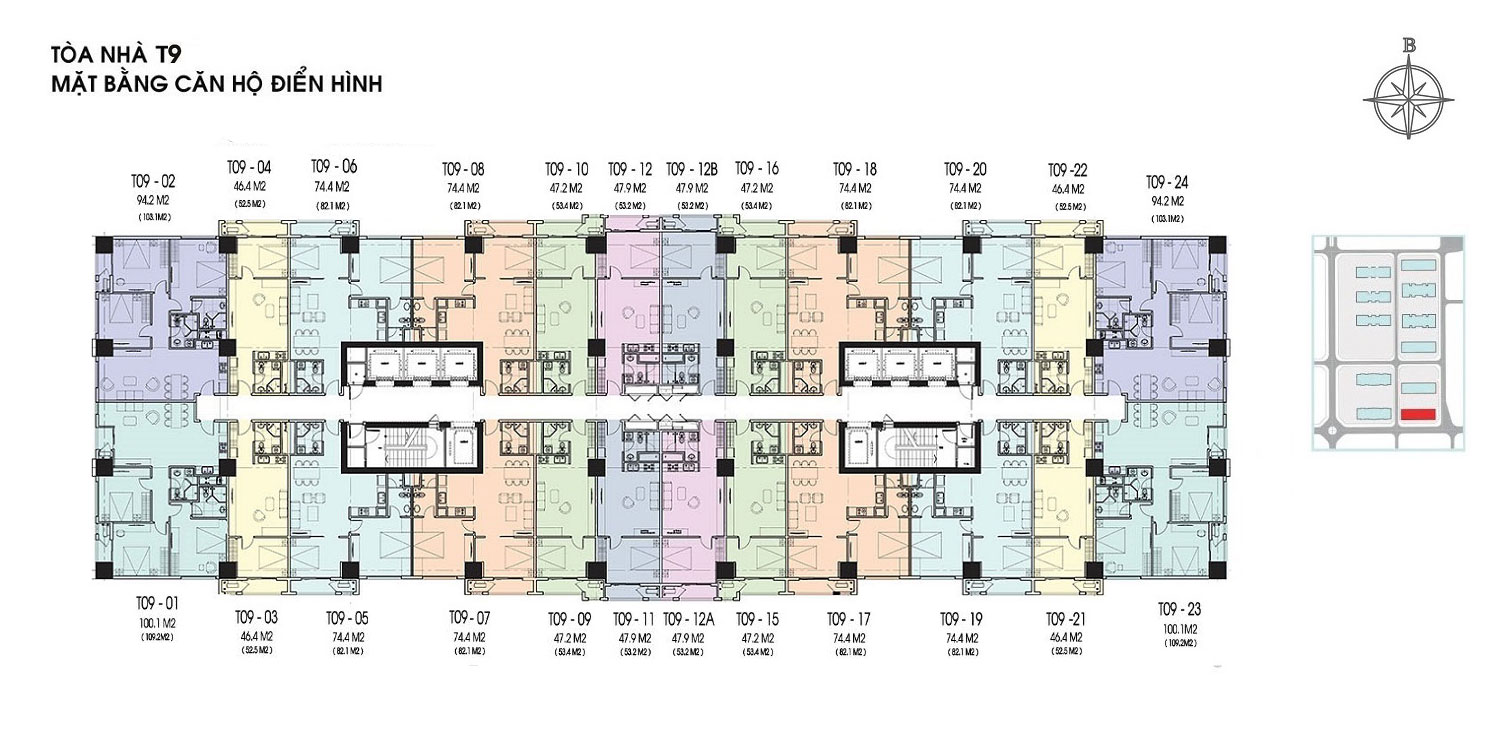 TÒA NHÀ T9
MẶT BẰNG CĂN HỘ ĐIỂN HÌNH
B
T09 - 02
94.2 M2
(103.1M2)
T09 - 04
46.4 M2
(52.5 M2)
T09 - 06
74.4 M2
(82.1 M2)
T09 - 08
74.4 M2
(82.1 M2)
T09 - 10
47.2 M2
(53.4 M2)
T09 - 12
47.9 M2
(53.2 M2)
T09 - 12B
47.9 M2
(53.2 M2)
T09 - 16
47.2 M2
(53.4 M2)
T09 - 18
74.4 M2
(82.1 M2)
T09 - 20
74.4 M2
(82.1 M2)
T09 -22
46.4 M2
(52.5 M2)
T09 - 24
94.2 M2
(103.1M2)
T09 - 01
100.1 M2
(109.2M2)
T09 - 03
46.4 M2
(52.5 M2)
T09 - 05
74.4 M2
(82.1 M2)
T09 - 07
74.4 M2
(82.1 M2)
T09 - 09
47.2 M2
(53.4 M2)
T09 - 11
47.9 M2
(53.2 M2)
T09 - 12A
47.9 M2
(53.2 M2)
T09 - 15
47.2 M2
(53.4 M2)
T09 - 17
74.4 M2
(82.1 M2)
T09 - 19
74.4 M2
(82.1 M2)
T09 -21
46.4 M2
(52.5 M2)
T09 - 23
100.1M2
(109.2M2)